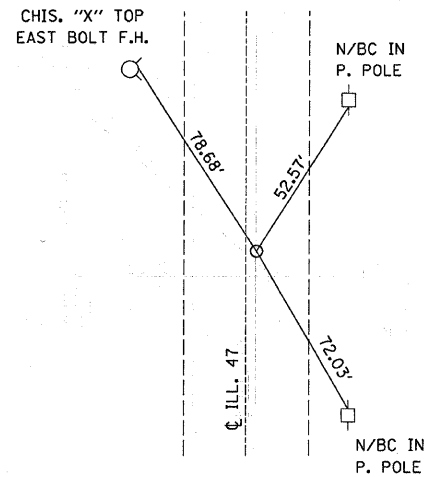 CHIS. "X" TOP
EAST BOLT F.H.
N/BC IN
P. POLE
78.68'
52.57'
72.03'
℄ ILL. 47
N/BC IN
P. POLE